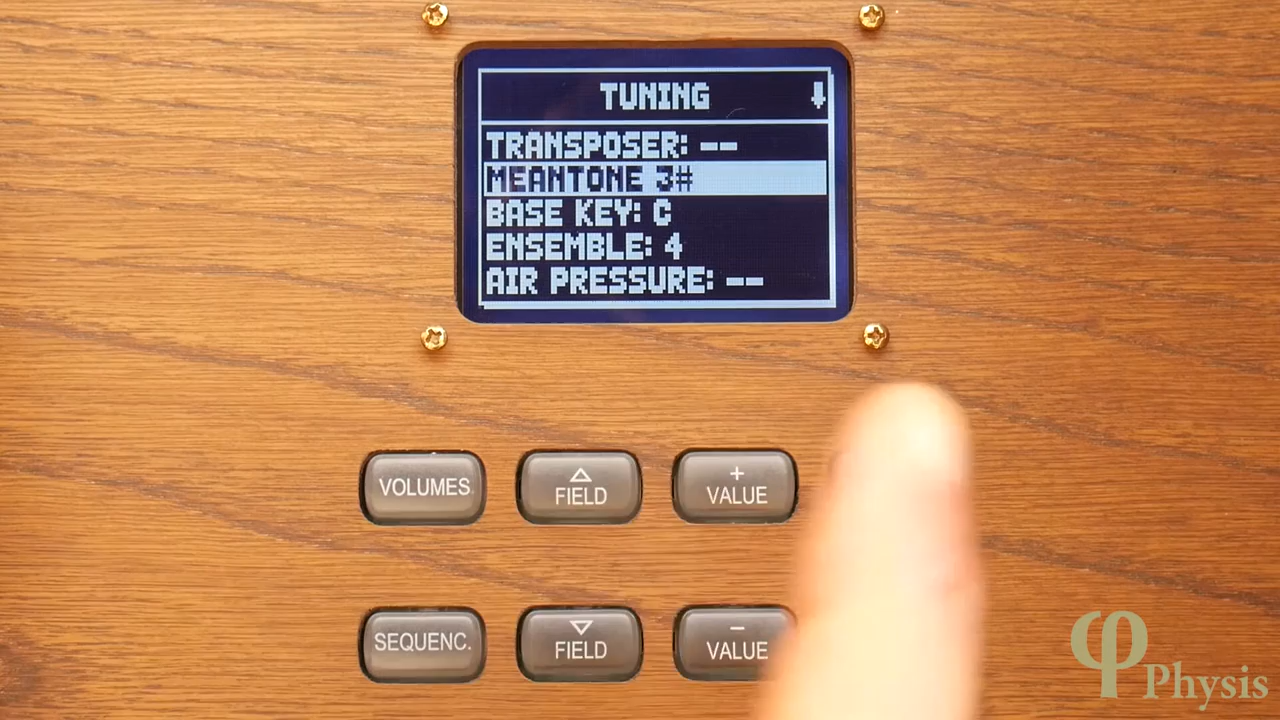 TUNING
TRANSPOSER: --
MEANTONE 3#
BASE KEY: C
ENSEMBLE: 4
AIR PRESSURE: --
VOLUMES
FIELD
+
VALUE
SEQUENC.
FIELD
-
VALUE
φ
Physis